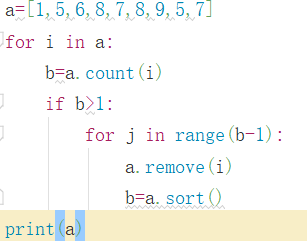 a=[1,5,6,8,7,8,9,5,7]
for i in a:
    b=a.count(i)
    if b>1:
        for j in range(b-1):
            a.remove(i)
            b=a.sort()
print(a)